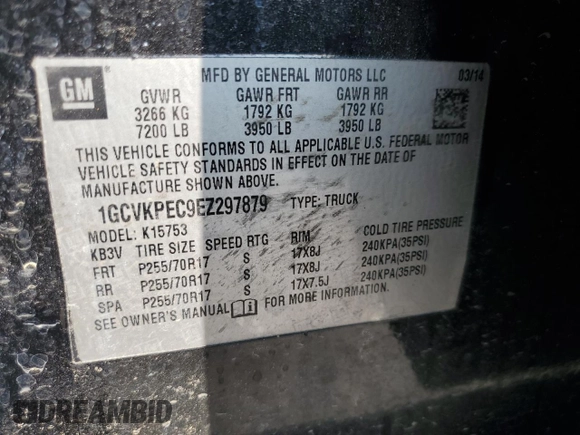 GM
MFD BY GENERAL MOTORS LLC 03/14
GVWR GAWR FRT GAWR RR
3266 KG 1792 KG 1792 KG
7200 LB 3950 LB 3950 LB
THIS VEHICLE CONFORMS TO ALL APPLICABLE U.S. FEDERAL MOTOR
VEHICLE SAFETY STANDARDS IN EFFECT ON THE DATE OF
MANUFACTURE SHOWN ABOVE.
1GCVKPEC9EZ297879 TYPE: TRUCK
MODEL: K15753
KB3V TIRE SIZE SPEED RTG RIM COLD TIRE PRESSURE
FRT P255/70R17 S 17X8J 240KPA(35PSI)
RR P255/70R17 S 17X8J 240KPA(35PSI)
SPA P255/70R17 S 17X7.5J 240KPA(35PSI)
SEE OWNER'S MANUAL FOR MORE INFORMATION.
DREAMBID